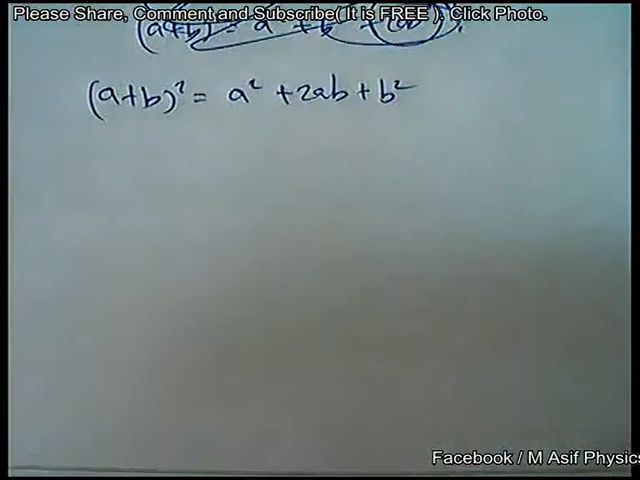 Please Share, Comment and Subscribe( It is FREE ). Click Photo.
(a+b)² = a² + 2ab + b²
Facebook / M Asif Physics